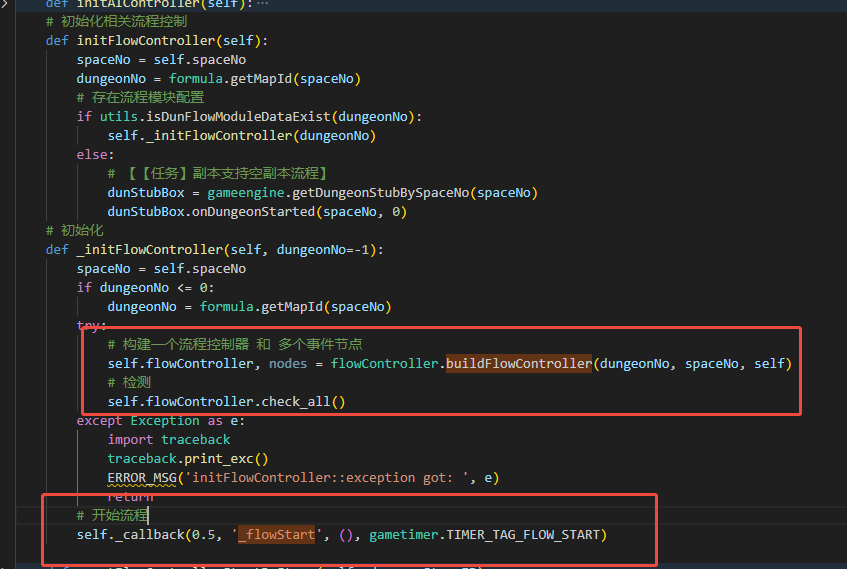 def initAIController(self): ...
# 初始化相关流程控制
def initFlowController(self):
spaceNo = self.spaceNo
dungeonNo = formula.getMapId(spaceNo)
# 存在流程模块配置
if utils.isDunFlowModuleDataExist(dungeonNo):
self._initFlowController(dungeonNo)
else:
# 【【任务】副本支持空副本流程】
dunStubBox = gameengine.getDungeonStubBySpaceNo(spaceNo)
dunStubBox.onDungeonStarted(spaceNo, 0)
# 初始化
def _initFlowController(self, dungeonNo=-1):
spaceNo = self.spaceNo
if dungeonNo <= 0:
dungeonNo = formula.getMapId(spaceNo)
try:
# 构建一个流程控制器 和 多个事件节点
self.flowController, nodes = flowController.buildFlowController(dungeonNo, spaceNo, self)
# 检测
self.flowController.check_all()
except Exception as e:
import traceback
traceback.print_exc()
ERROR_MSG('initFlowController::exception got: ', e)
return
# 开始流程
self._callback(0.5, '_flowStart', (), gametimer.TIMER_TAG_FLOW_START)